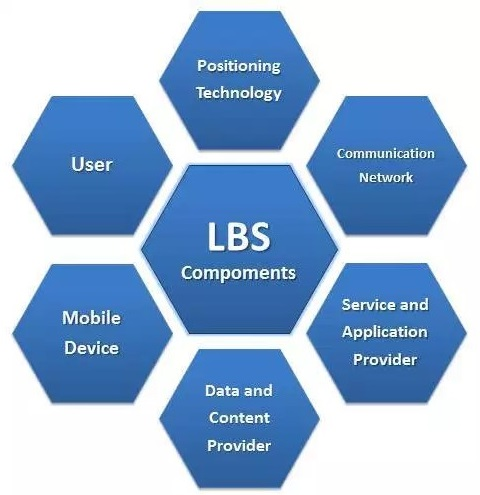 Positioning
Technology
Communication
Network
Service and
Application
Provider
Data and
Content
Provider
Mobile
Device
User
LBS
Compoments